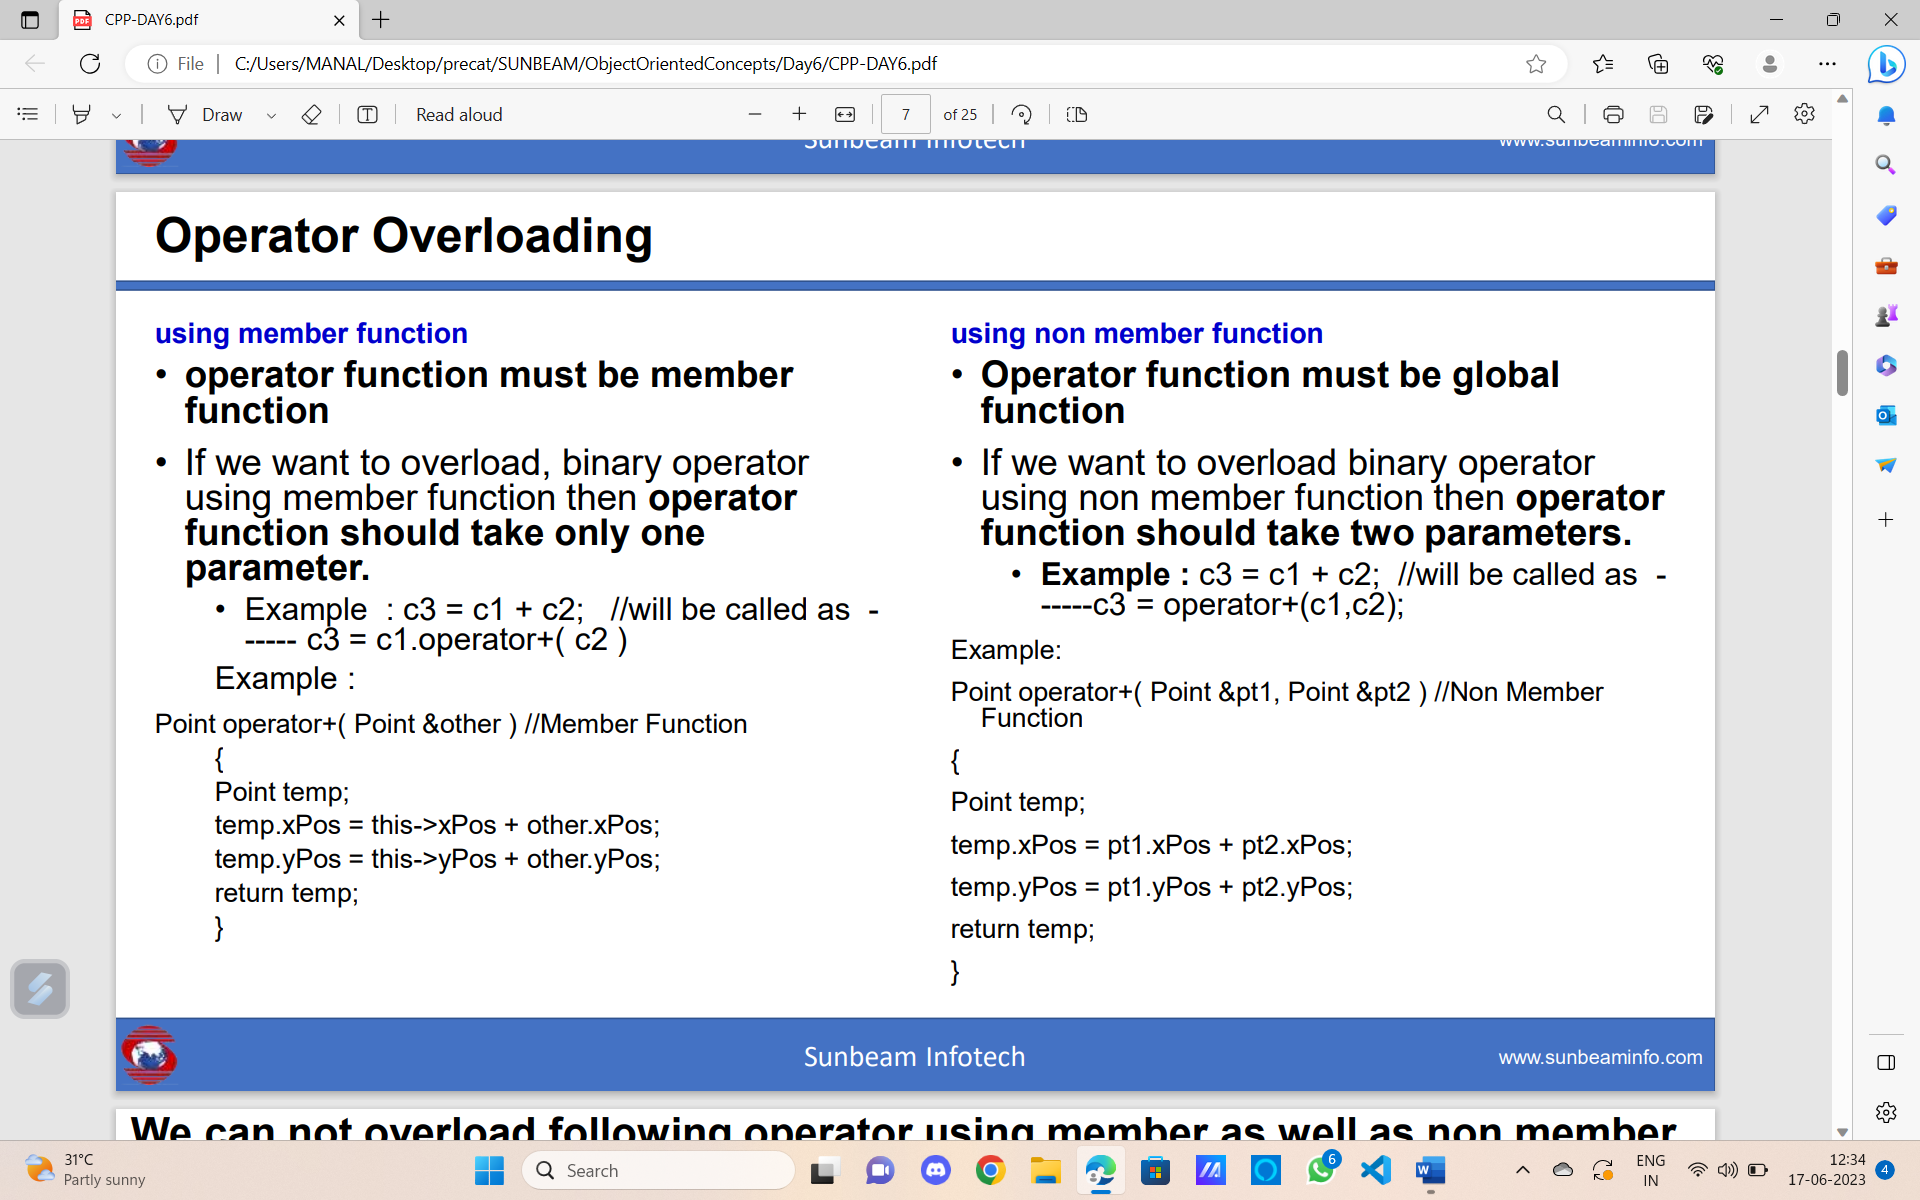 CPP-DAY6.pdf
File
C:/Users/MANAL/Desktop/precat/SUNBEAM/ObjectOrientedConcepts/Day6/CPP-DAY6.pdf
Draw
Read aloud
7
of 25
Sunbeam Infotech
www.sunbeaminfo.com
Operator Overloading
using member function
• operator function must be member
function
• If we want to overload, binary operator
using member function then operator
function should take only one
parameter.
• Example : c3 = c1 + c2; //will be called as -
----- c3 = c1.operator+( c2 )
Example :
Point operator+( Point &other ) //Member Function
{
Point temp;
temp.xPos = this->xPos + other.xPos;
temp.yPos = this->yPos + other.yPos;
return temp;
}
using non member function
• Operator function must be global
function
• If we want to overload binary operator
using non member function then operator
function should take two parameters.
• Example : c3 = c1 + c2; //will be called as -
-----c3 = operator+(c1,c2);
Example:
Point operator+( Point &pt1, Point &pt2 ) //Non Member
Function
{
Point temp;
temp.xPos = pt1.xPos + pt2.xPos;
temp.yPos = pt1.yPos + pt2.yPos;
return temp;
}
Sunbeam Infotech
www.sunbeaminfo.com
We can not overload following operator using member as well as non member
31°C
Partly sunny
Search
6
ENG
IN
12:34
17-06-2023
4